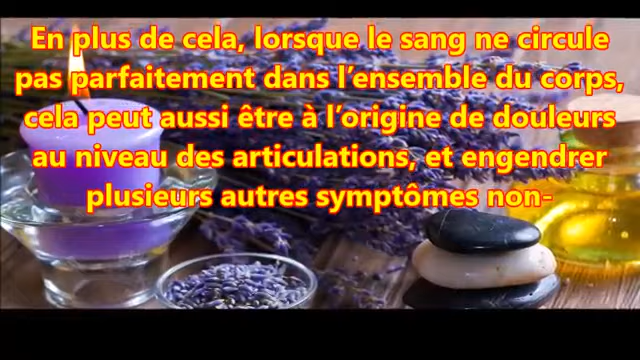 En plus de cela, lorsque le sang ne circule
pas parfaitement dans l’ensemble du corps,
cela peut aussi être à l’origine de douleurs
au niveau des articulations, et engendrer
plusieurs autres symptômes non-